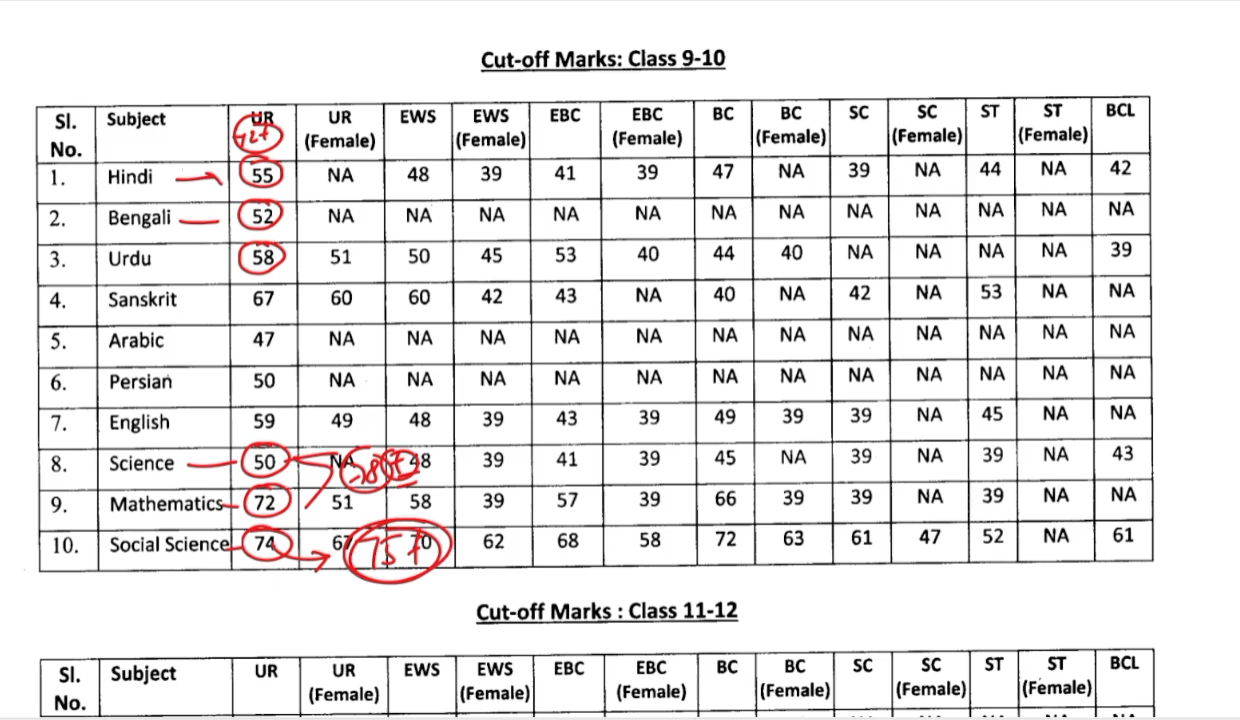 Cut-off Marks: Class 9-10
Sl. No. Subject UR UR (Female) EWS EWS (Female) EBC EBC (Female) BC BC (Female) SC SC (Female) ST ST (Female) BCL
1. Hindi 55 NA 48 39 41 39 47 NA 39 NA 44 NA 42
2. Bengali 52 NA NA NA NA NA NA NA NA NA NA NA NA
3. Urdu 58 51 50 45 53 40 44 40 NA NA NA NA 39
4. Sanskrit 67 60 60 42 43 NA 40 NA 42 NA 53 NA NA
5. Arabic 47 NA NA NA NA NA NA NA NA NA NA NA NA
6. Persian 50 NA NA NA NA NA NA NA NA NA NA NA NA
7. English 59 49 48 39 43 39 49 39 39 NA 45 NA NA
8. Science 50 NA 48 39 41 39 45 NA 39 NA 39 NA 43
9. Mathematics 72 51 58 39 57 39 66 39 39 NA 39 NA NA
10. Social Science 74 67 70 62 68 58 72 63 61 47 52 NA 61
75+
Cut-off Marks : Class 11-12
Sl. No. Subject UR UR (Female) EWS EWS (Female) EBC EBC (Female) BC BC (Female) SC SC (Female) ST ST (Female) BCL